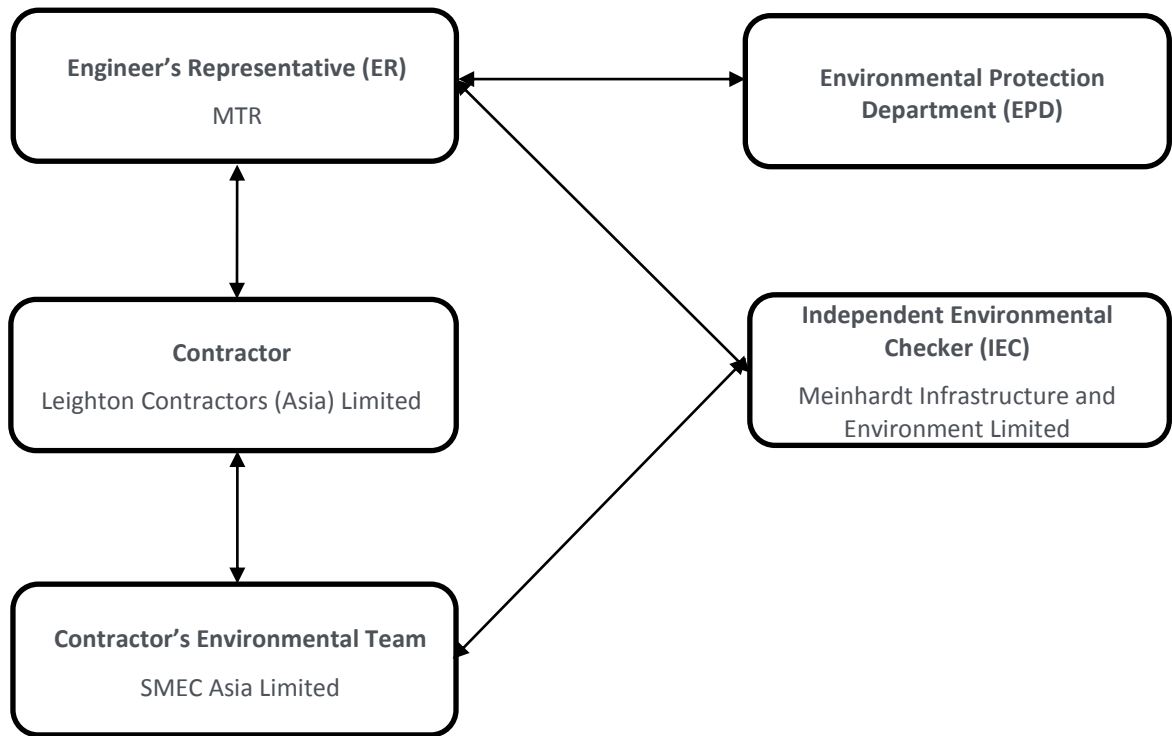 Engineer’s Representative (ER)
MTR
Environmental Protection
Department (EPD)
Contractor
Leighton Contractors (Asia) Limited
Independent Environmental
Checker (IEC)
Meinhardt Infrastructure and
Environment Limited
Contractor’s Environmental Team
SMEC Asia Limited